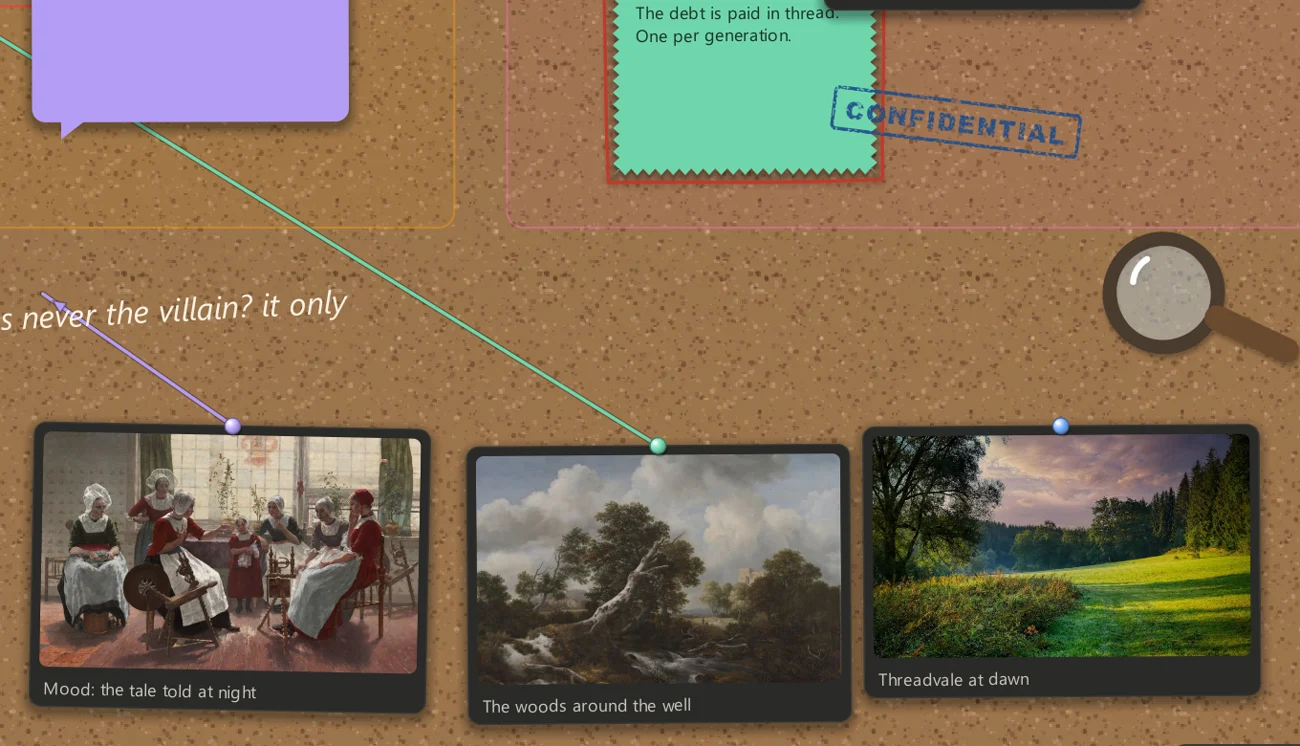 The debt is paid in thread.
One per generation.
CONFIDENTIAL
s never the villain? it only
Mood: the tale told at night
The woods around the well
Threadvale at dawn